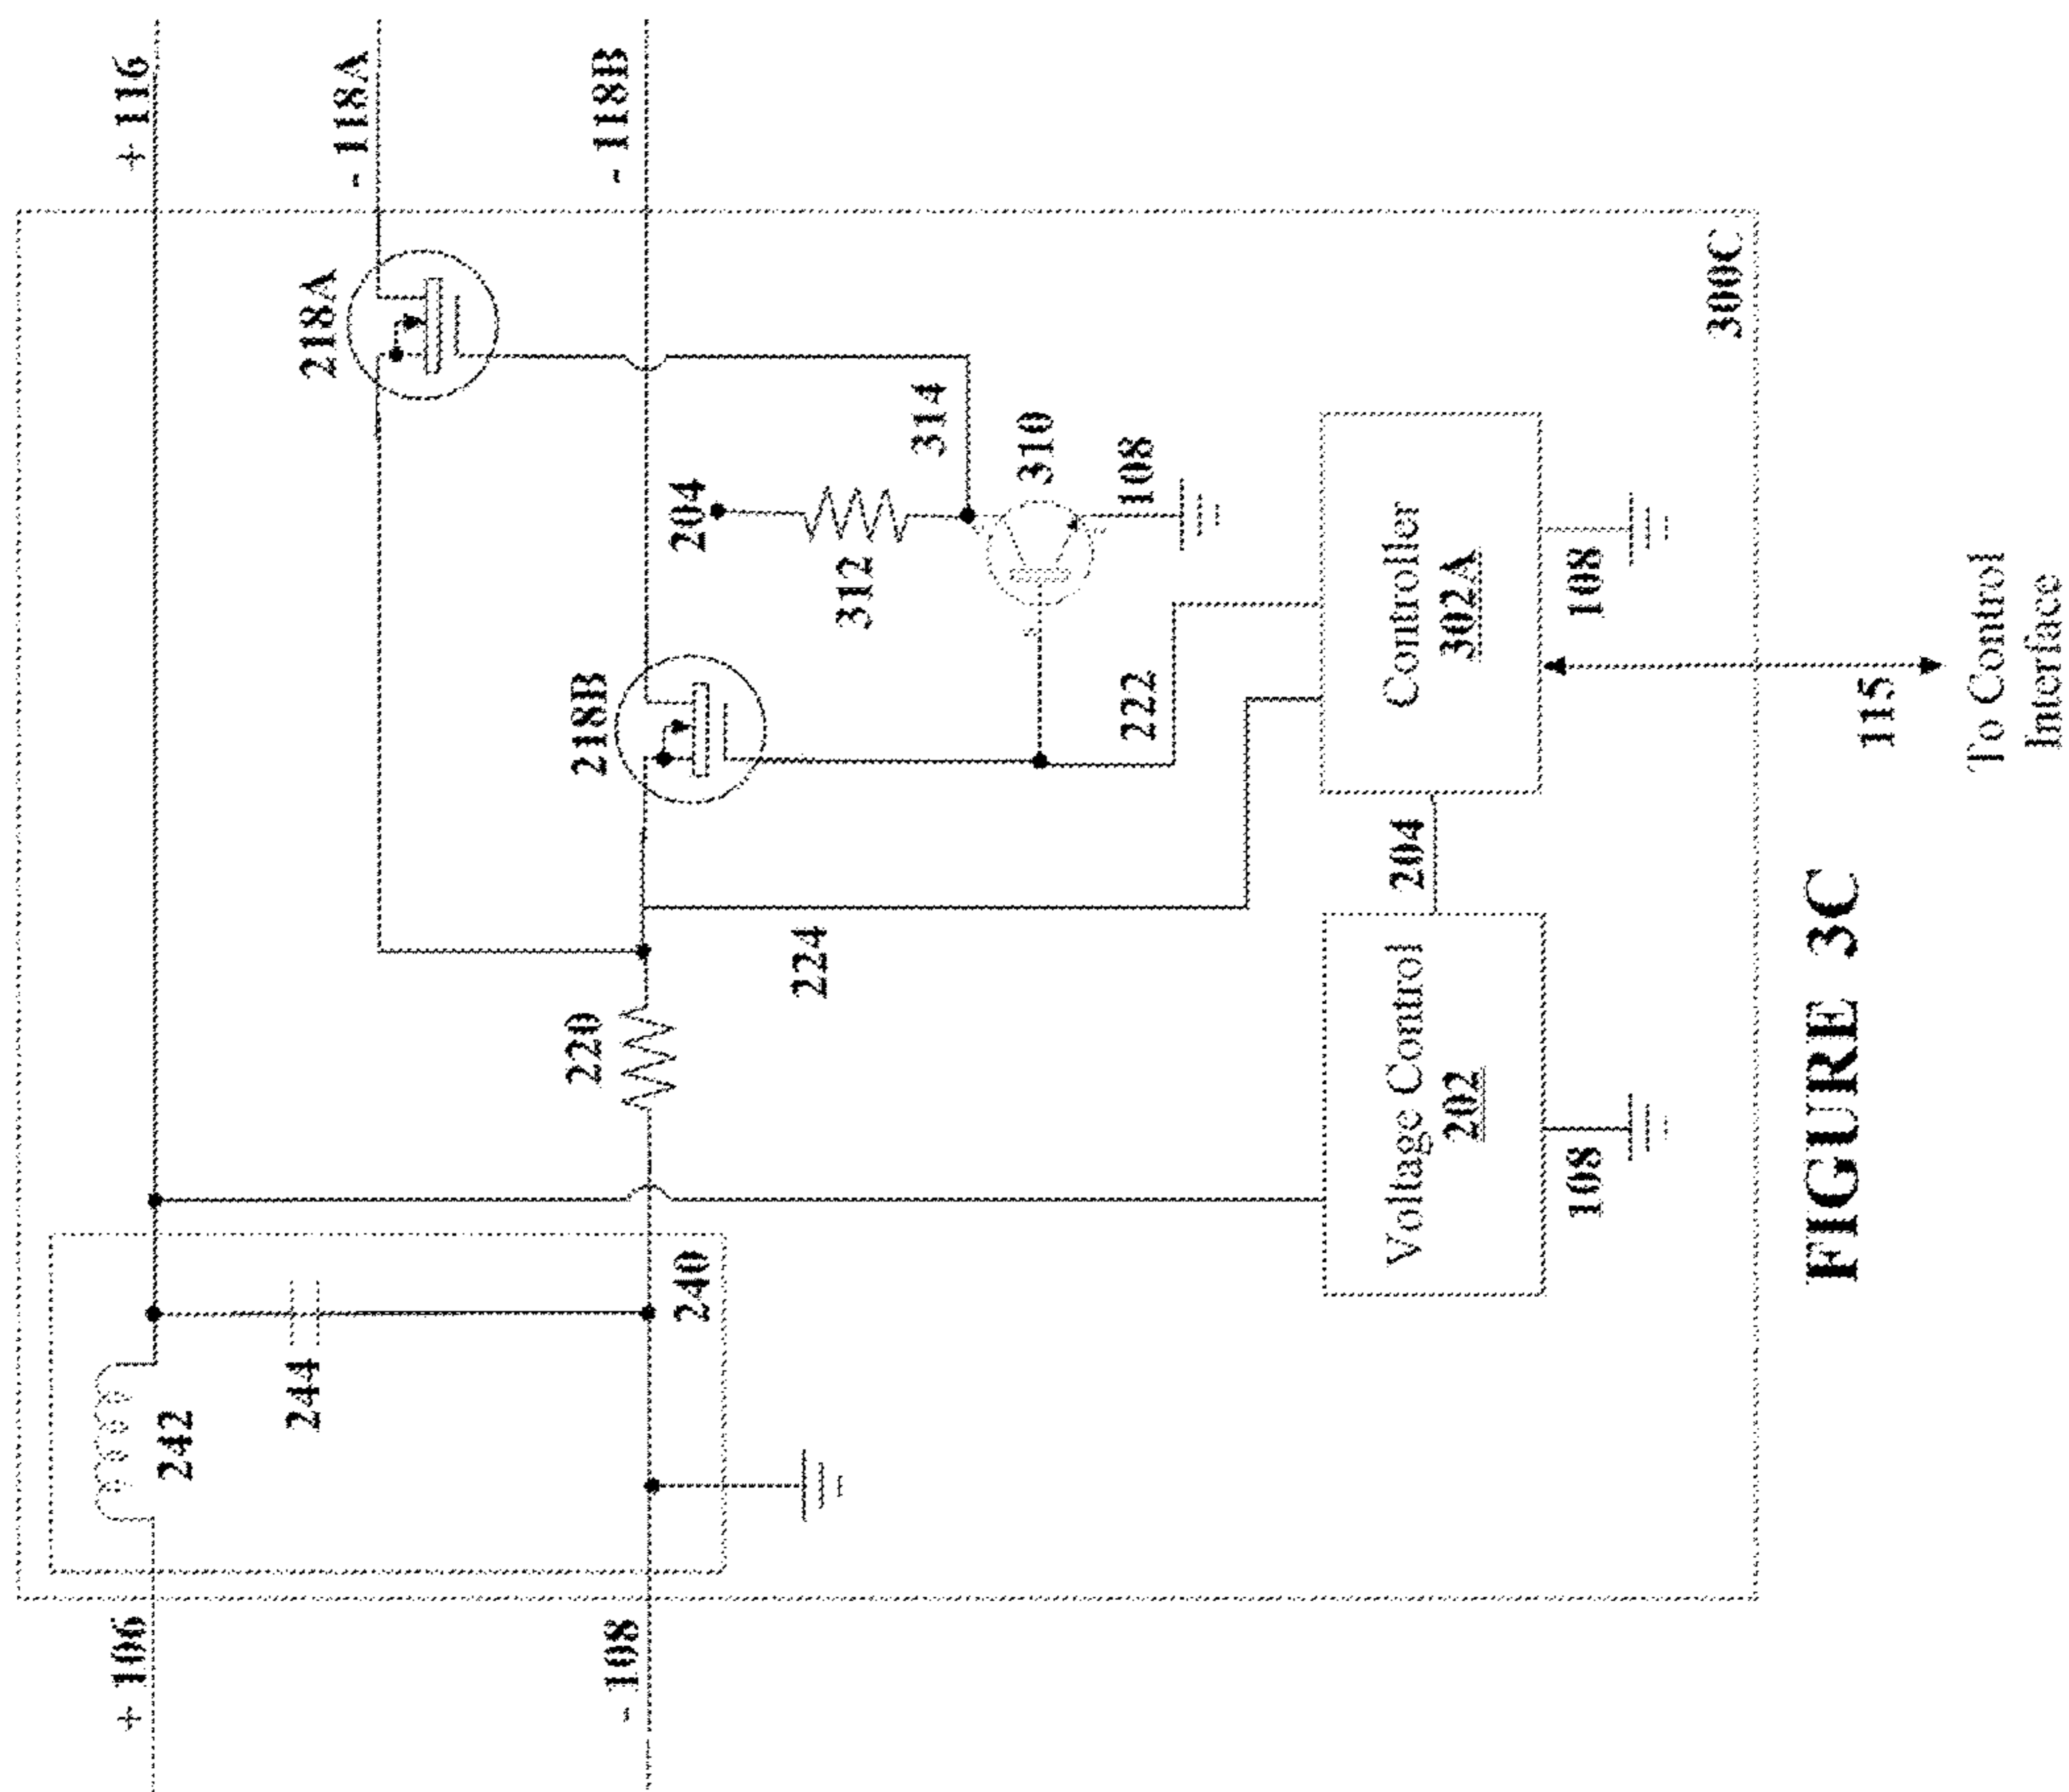 + 106
- 108
242
244
240
220
224
218B
218A
+ 116
- 118A
- 118B
204
312
314
310
108
222
Voltage Control
202
108
204
Controller
302A
108
115
To Control
Interface
300C
FIGURE 3C